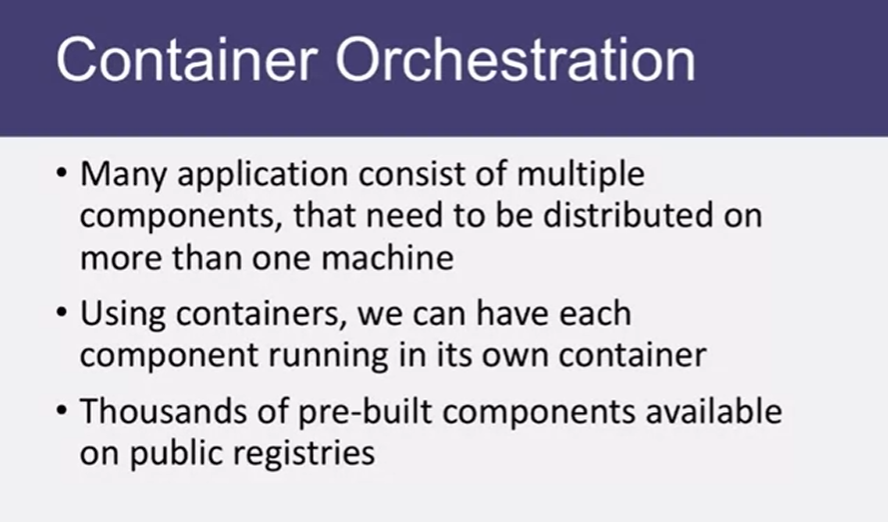 Container Orchestration
• Many application consist of multiple
components, that need to be distributed on
more than one machine
• Using containers, we can have each
component running in its own container
• Thousands of pre-built components available
on public registries